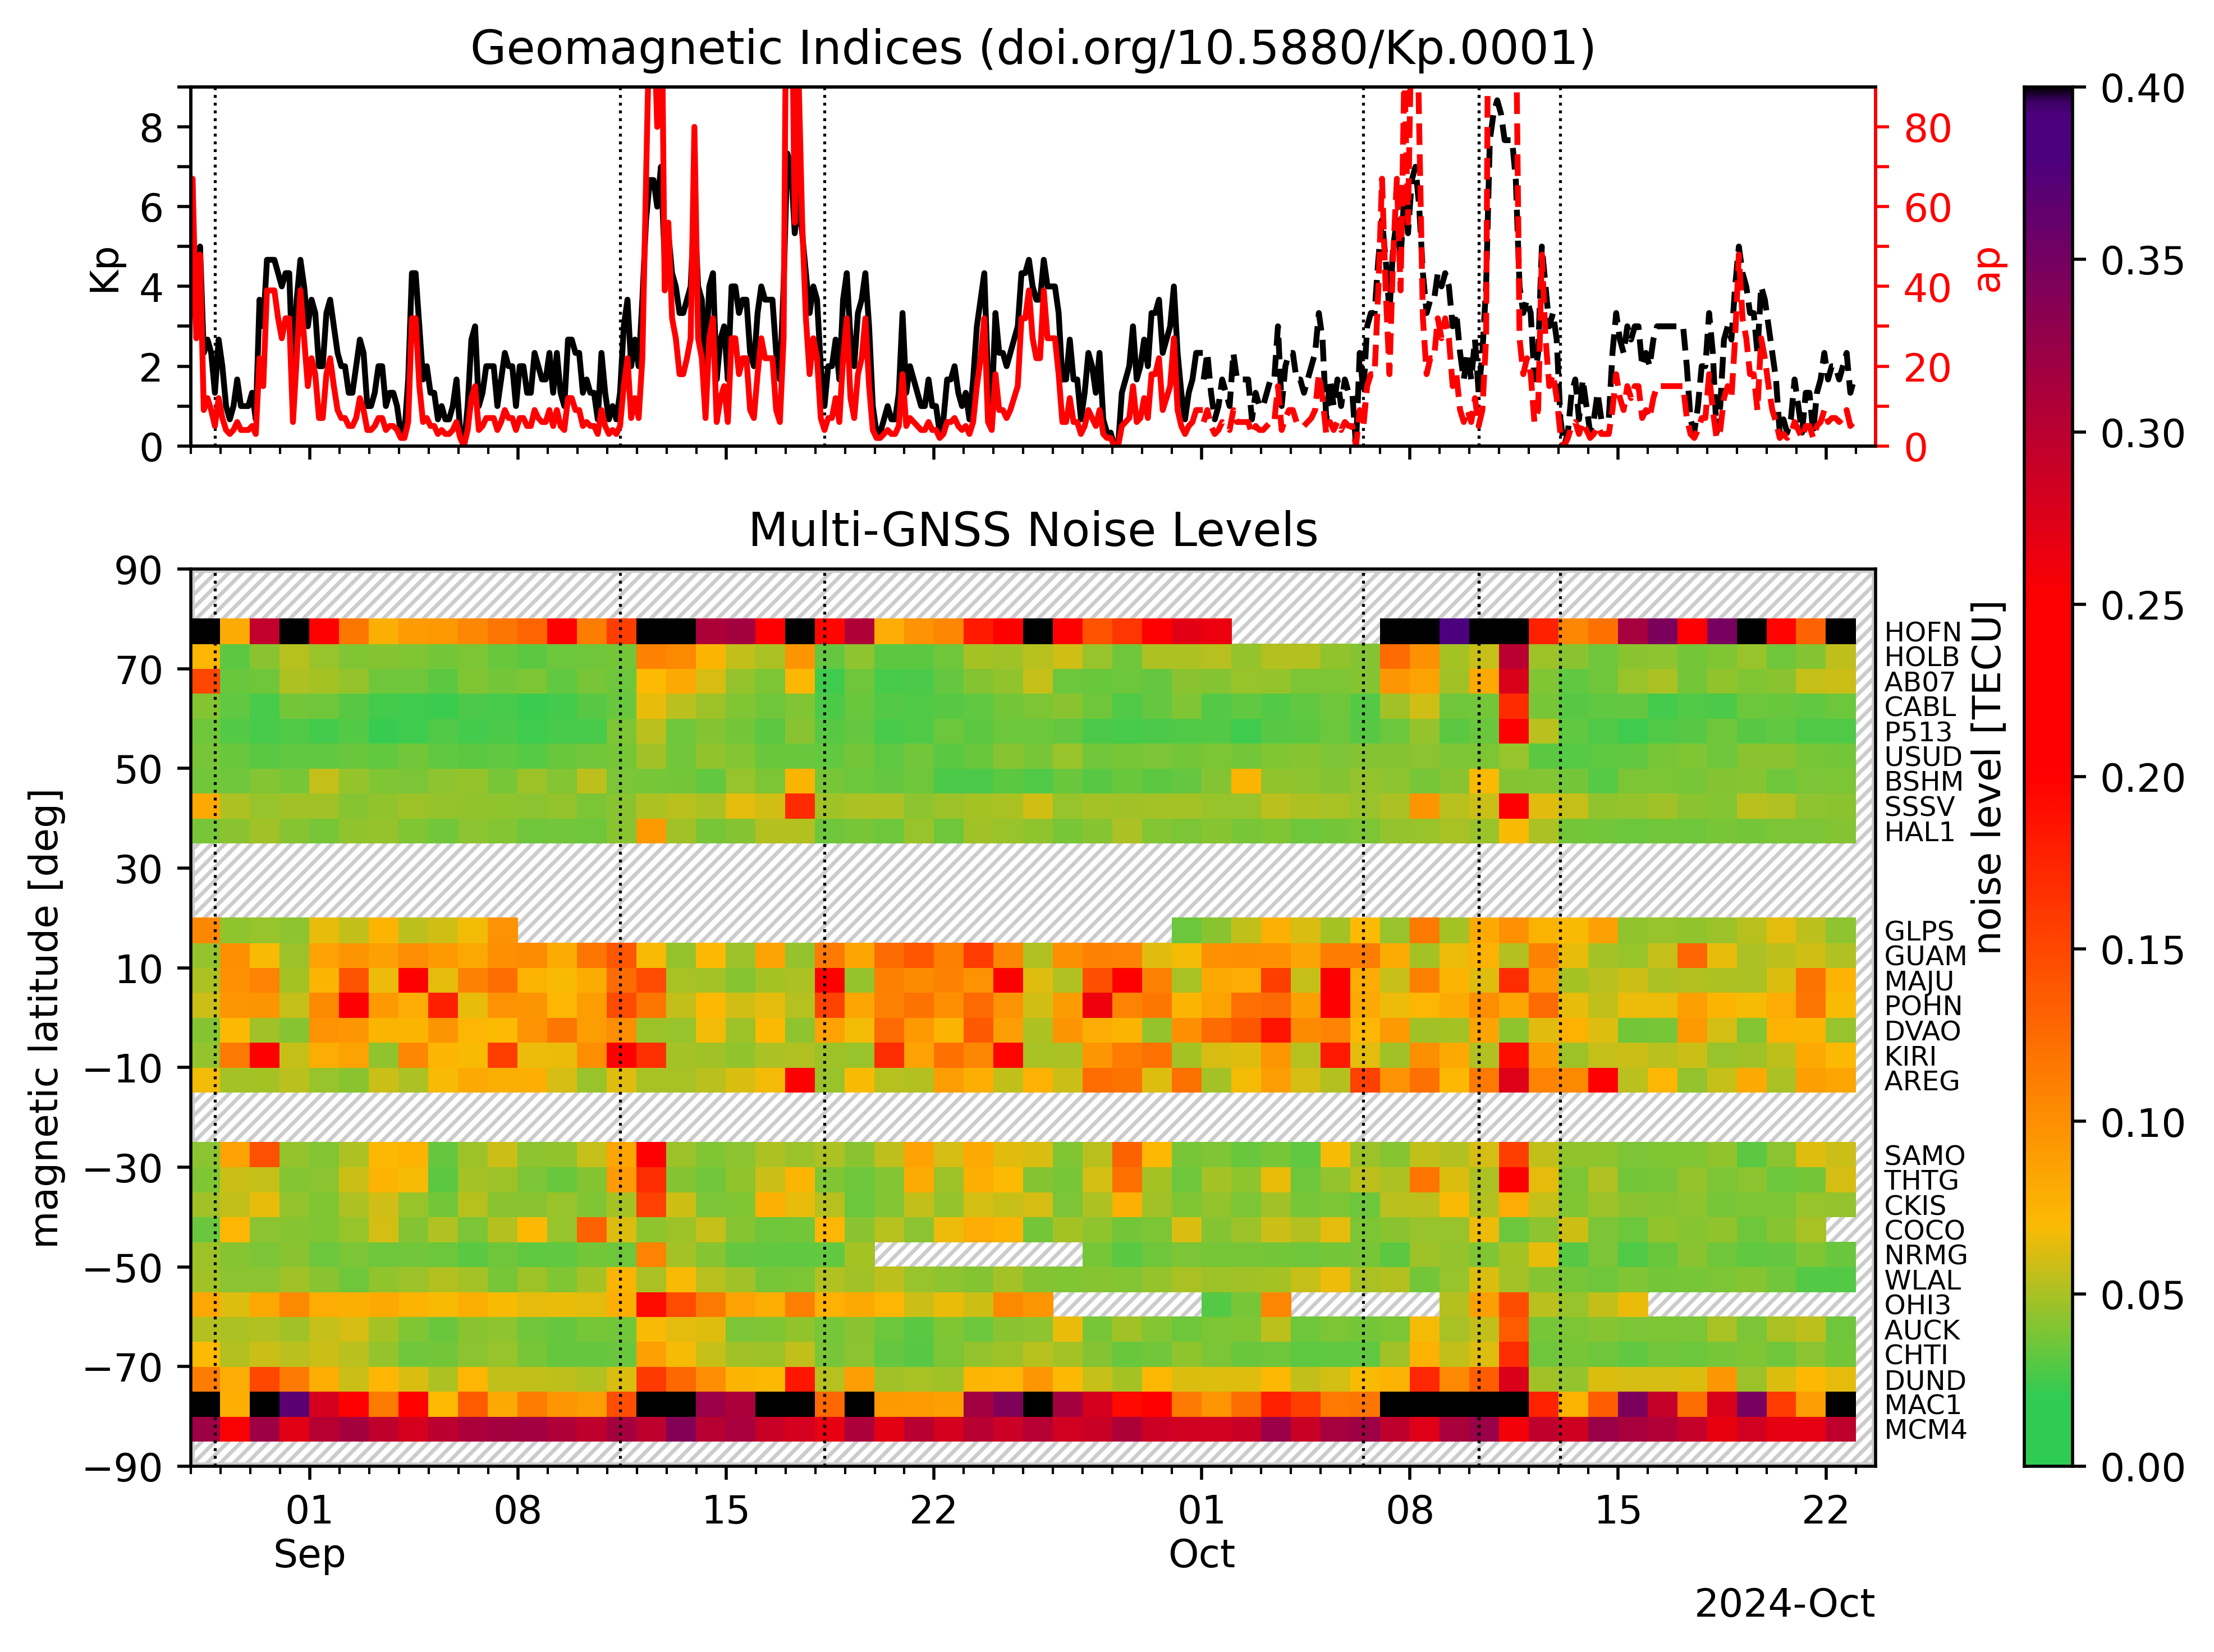 Geomagnetic Indices (doi.org/10.5880/Kp.0001)
Kp
8
6
4
2
0
80
60
40
20
0
ap
Multi-GNSS Noise Levels
magnetic latitude [deg]
90
70
50
30
10
−10
−30
−50
−70
−90
HOFN
HOLB
AB07
CABL
P513
USUD
BSHM
SSSV
HAL1
GLPS
GUAM
MAJU
POHN
DVAO
KIRI
AREG
SAMO
THTG
CKIS
COCO
NRMG
WLAL
OHI3
AUCK
CHTI
DUND
MAC1
MCM4
01 08 15 22 01 08 15 22
Sep Oct
2024-Oct
noise level [TECU]
0.40
0.35
0.30
0.25
0.20
0.15
0.10
0.05
0.00